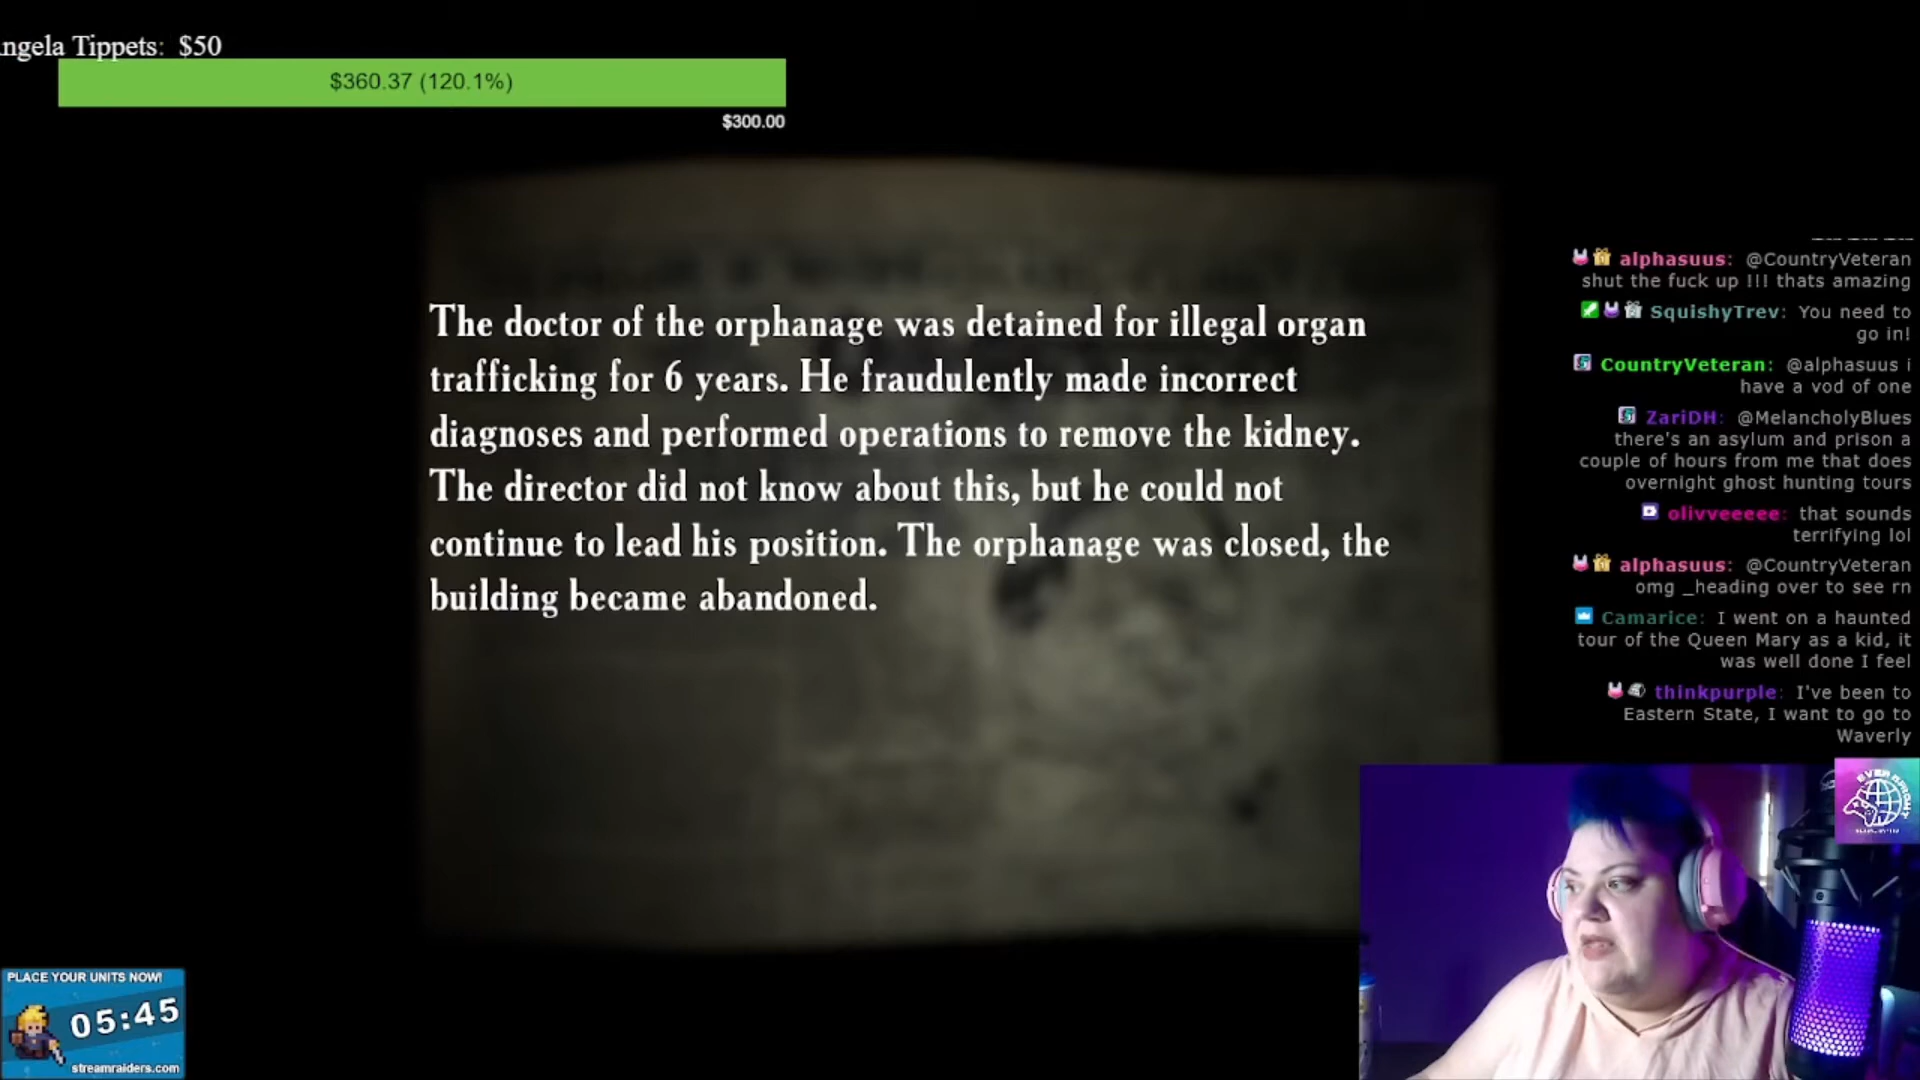 ngela Tippets: $50
$360.37 (120.1%)
$300.00
The doctor of the orphanage was detained for illegal organ
trafficking for 6 years. He fraudulently made incorrect
diagnoses and performed operations to remove the kidney.
The director did not know about this, but he could not
continue to lead his position. The orphanage was closed, the
building became abandoned.
alphasuus: @CountryVeteran
shut the fuck up !!! thats amazing
SquishyTrev: You need to
go in!
CountryVeteran: @alphasuus i
have a vod of one
ZariDH: @MelancholyBlues
there's an asylum and prison a
couple of hours from me that does
overnight ghost hunting tours
olivveeeee: that sounds
terrifying lol
alphasuus: @CountryVeteran
omg _heading over to see rn
Camarice: I went on a haunted
tour of the Queen Mary as a kid, it
was well done I feel
thinkpurple: I've been to
Eastern State, I want to go to
Waverly
PLACE YOUR UNITS NOW!
05:45
streamraiders.com